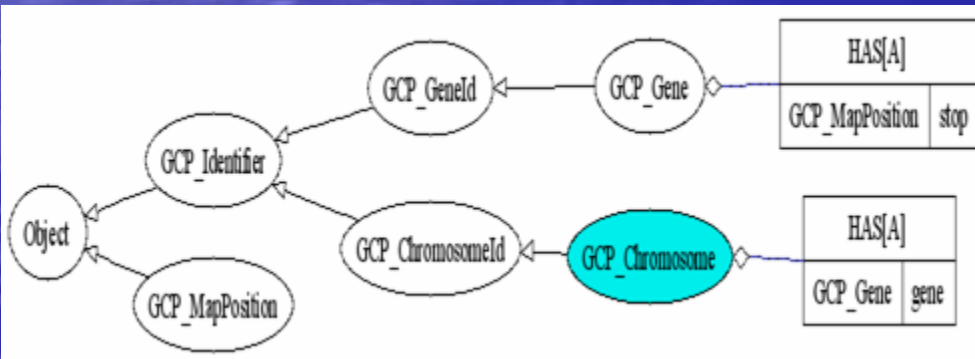 HAS[A]
GCP_GeneId
GCP_Gene
GCP_MapPosition stop
GCP_Identifier
Object
GCP_ChromosomeId
GCP_Chromosome
HAS[A]
GCP_Gene gene
GCP_MapPosition